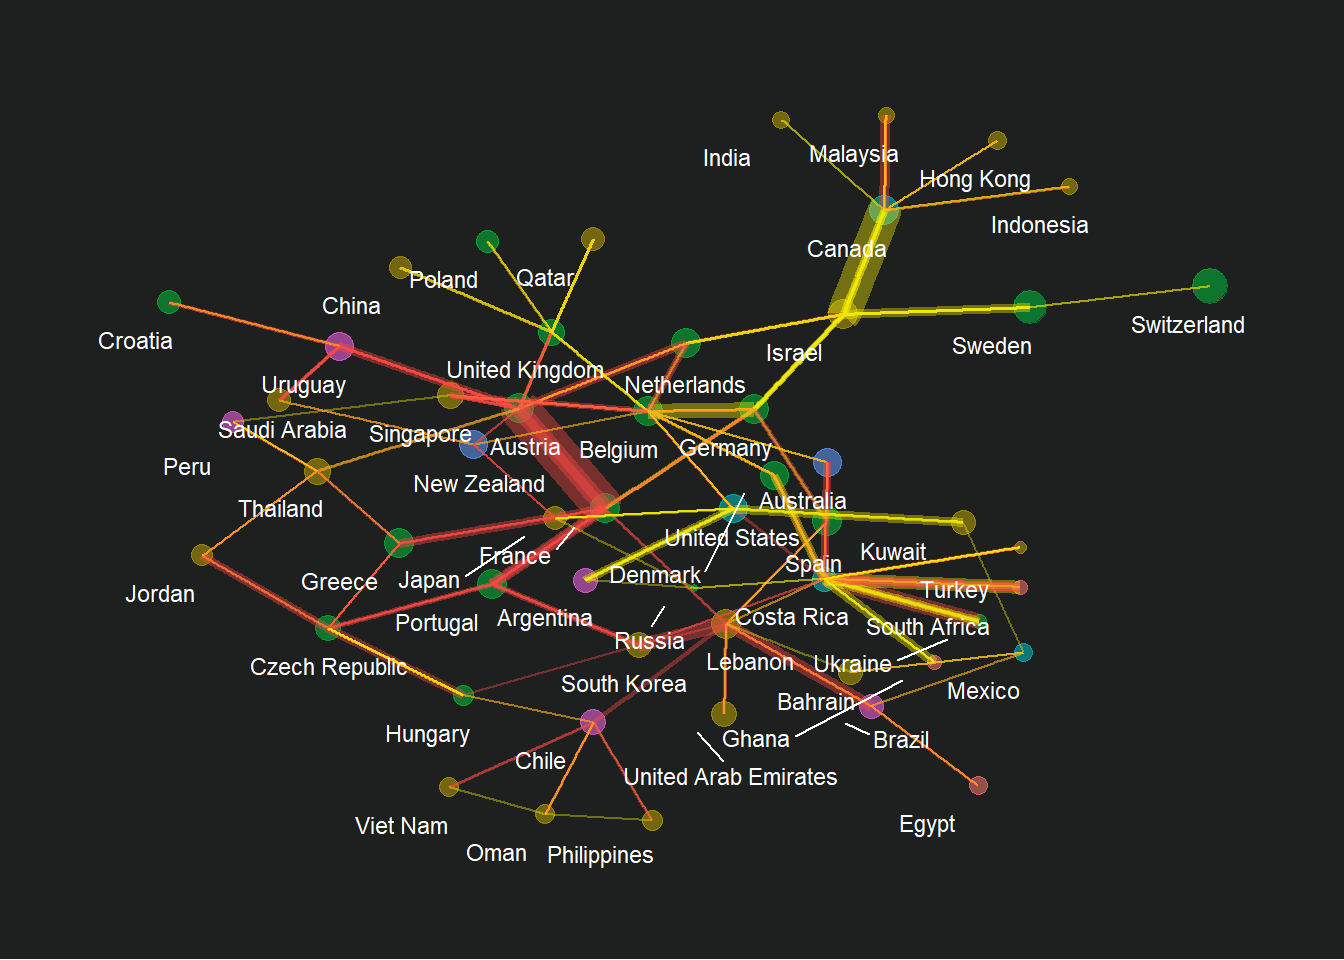 India
Malaysia
Hong Kong
Indonesia
Canada
Poland
Qatar
China
Croatia
Switzerland
Sweden
Israel
United Kingdom
Netherlands
Uruguay
Saudi Arabia
Singapore
Austria
Belgium
Germany
Peru
New Zealand
Australia
Thailand
United States
France
Kuwait
Spain
Denmark
Japan
Greece
Jordan
Turkey
Portugal
Argentina
Costa Rica
South Africa
Russia
Czech Republic
Lebanon
Ukraine
South Korea
Mexico
Bahrain
Hungary
Ghana
Brazil
Chile
United Arab Emirates
Viet Nam
Egypt
Oman
Philippines